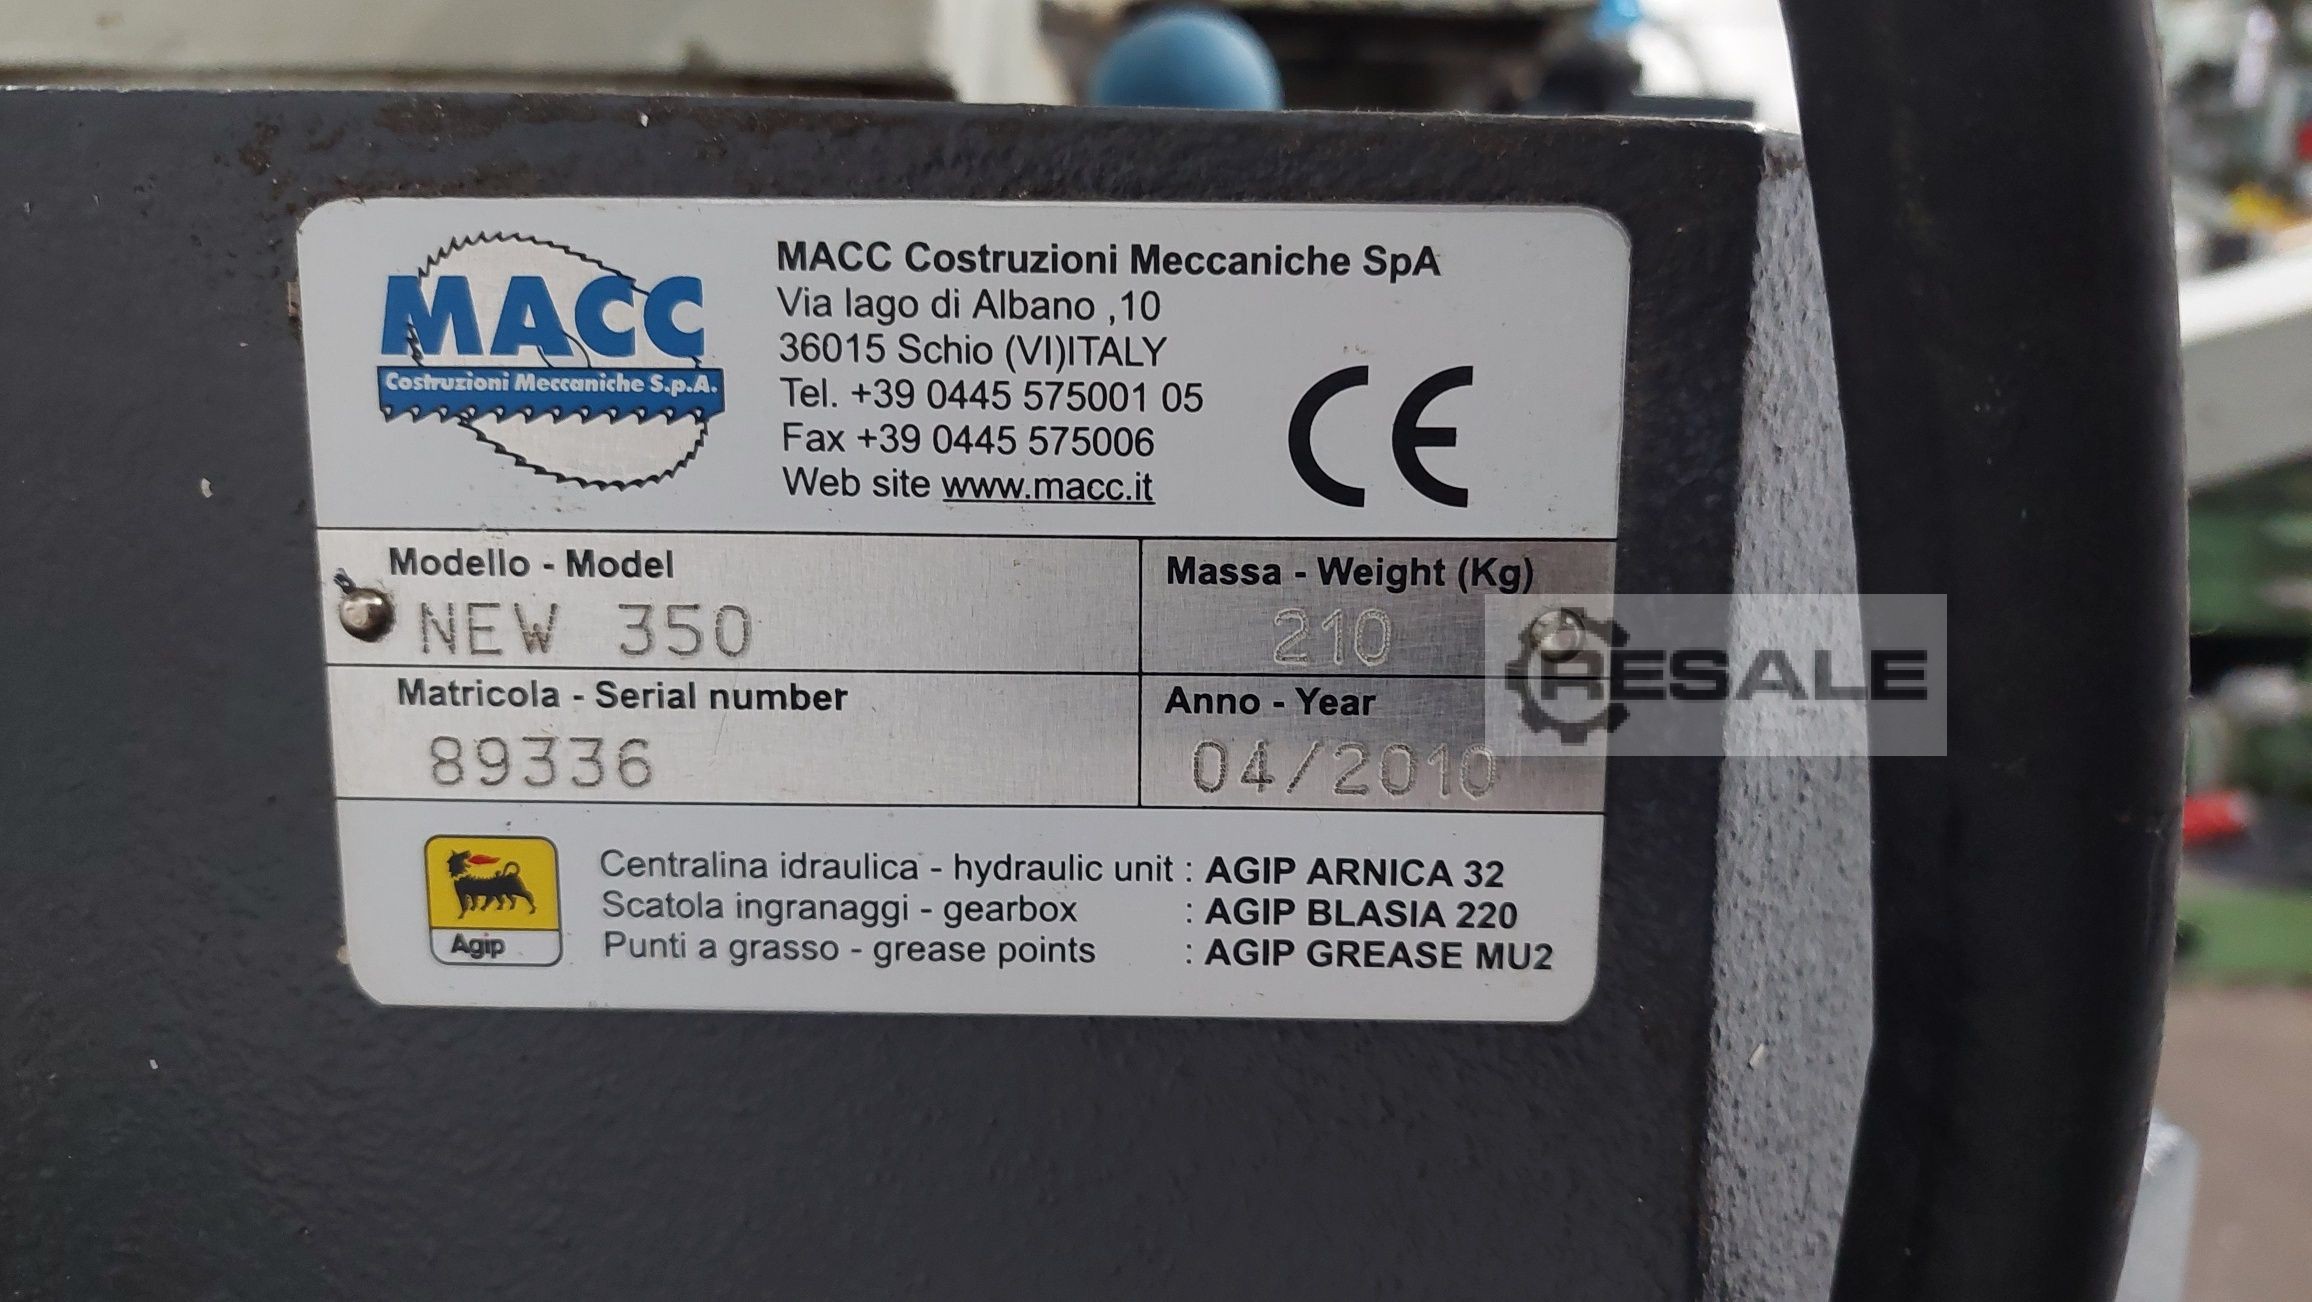 MACC
Costruzioni Meccaniche S.p.A.
MACC Costruzioni Meccaniche SpA
Via lago di Albano ,10
36015 Schio (VI)ITALY
Tel. +39 0445 575001 05
Fax +39 0445 575006
Web site www.macc.it
CE
Modello - Model
NEW 350
Massa - Weight (Kg)
210
Matricola - Serial number
89336
Anno - Year
04/2010
RESALE
Agip
Centralina idraulica - hydraulic unit : AGIP ARNICA 32
Scatola ingranaggi - gearbox : AGIP BLASIA 220
Punti a grasso - grease points : AGIP GREASE MU2